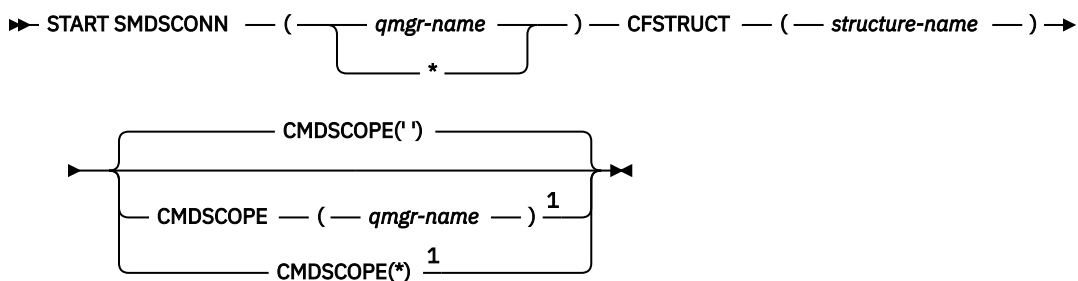 START SMDSCONN ( qmgr-name ) CFSTRUCT ( structure-name )
*
CMDSCOPE(' ')
CMDSCOPE ( qmgr-name ) 1
CMDSCOPE(*) 1